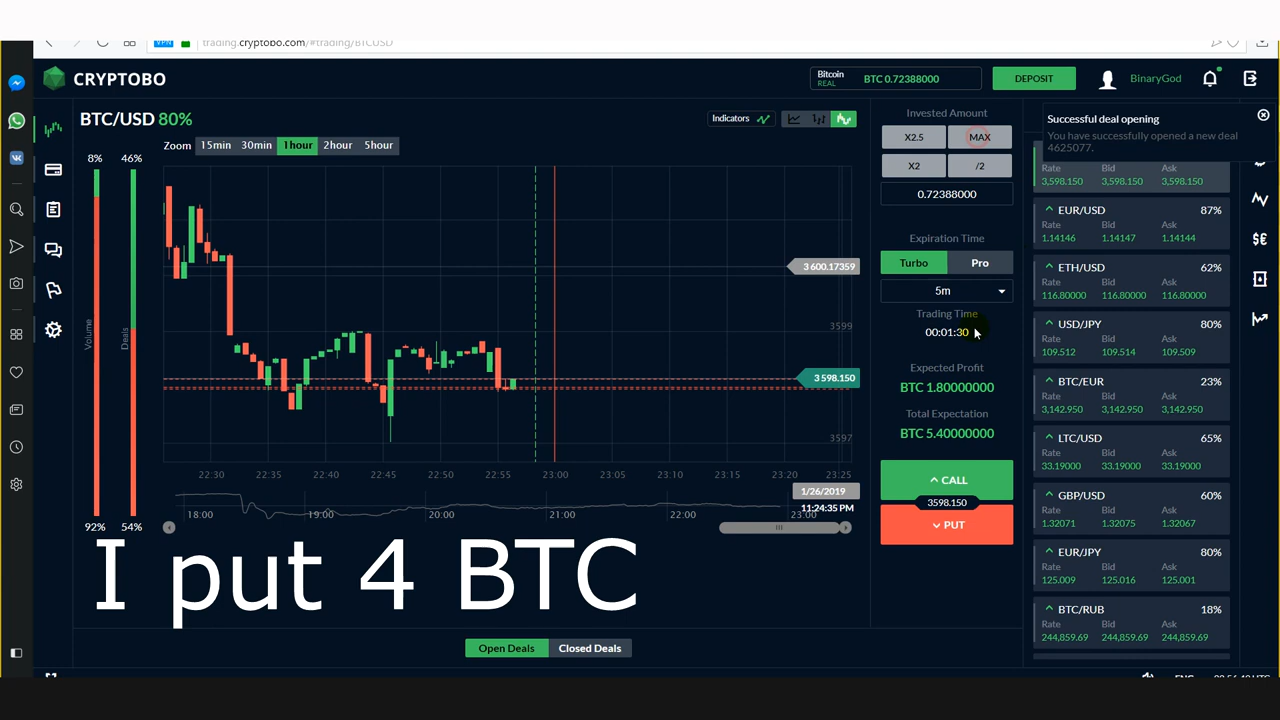 VPN trading.cryptobo.com/#trading/BTCUSD
CRYPTOBO
Bitcoin
REAL
BTC 0.72388000
DEPOSIT
BinaryGod
BTC/USD 80%
Indicators
Zoom 15min 30min 1hour 2hour 5hour
8% 46%
Volume
Deals
92% 54%
3 600.17359
3599
3 598.150
3597
22:30 22:35 22:40 22:45 22:50 22:55 23:00 23:05 23:10 23:15 23:20 23:25
1/26/2019
11:24:35 PM
18:00 19:00 20:00 21:00 22:00 23:00
I put 4 BTC
Open Deals Closed Deals
Invested Amount
X2.5 MAX
X2 /2
0.72388000
Expiration Time
Turbo Pro
5m
Trading Time
00:01:30
Expected Profit
BTC 1.80000000
Total Expectation
BTC 5.40000000
CALL
3598.150
PUT
Successful deal opening
You have successfully opened a new deal
4625077.
Rate Bid Ask
3,598.150 3,598.150 3,598.150
EUR/USD 87%
Rate Bid Ask
1.14146 1.14147 1.14144
ETH/USD 62%
Rate Bid Ask
116.80000 116.80000 116.80000
USD/JPY 80%
Rate Bid Ask
109.512 109.514 109.509
BTC/EUR 23%
Rate Bid Ask
3,142.950 3,142.950 3,142.950
LTC/USD 65%
Rate Bid Ask
33.19000 33.19000 33.19000
GBP/USD 60%
Rate Bid Ask
1.32071 1.32075 1.32067
EUR/JPY 80%
Rate Bid Ask
125.009 125.016 125.001
BTC/RUB 18%
Rate Bid Ask
244,859.69 244,859.69 244,859.69